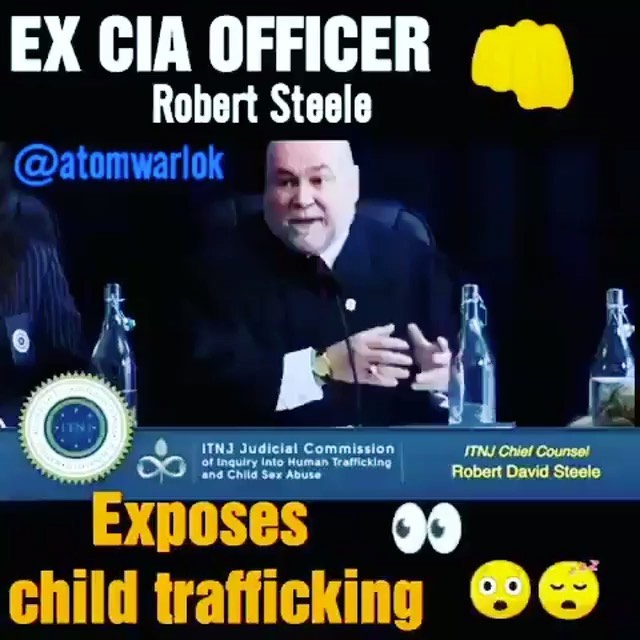 EX CIA OFFICER
Robert Steele
@atomwarlok
ITNJ
ITNJ Judicial Commission
of Inquiry Into Human Trafficking
and Child Sex Abuse
ITNJ Chief Counsel
Robert David Steele
Exposes
child trafficking